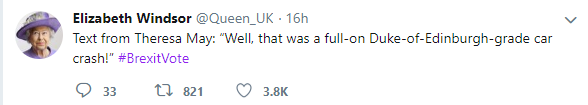 Elizabeth Windsor @Queen_UK · 16h
Text from Theresa May: “Well, that was a full-on Duke-of-Edinburgh-grade car
crash!” #BrexitVote
33 821 3.8K